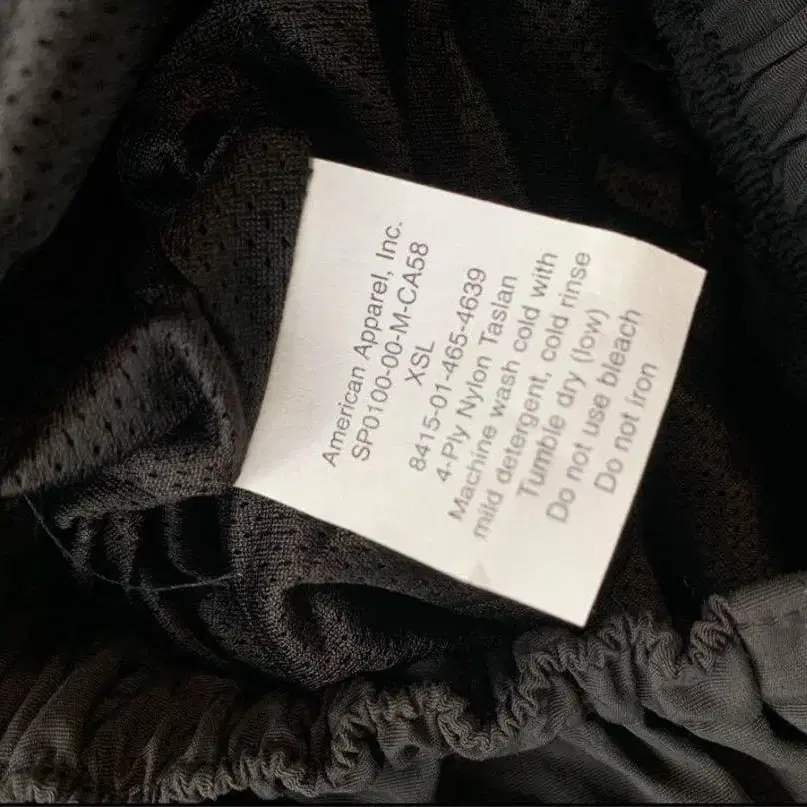 American Apparel, Inc.
SP0100-00-M-CA58
XSL
8415-01-465-4639
4-Ply Nylon Taslan
Machine wash cold with
mild detergent, cold rinse
Tumble dry (low)
Do not use bleach
Do not iron